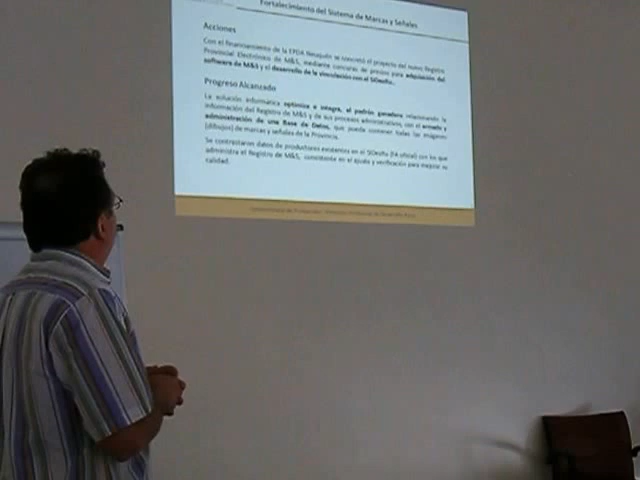 Fortalecimiento del Sistema de Marcas y Señales
Acciones
Con el financiamiento de la EPDA Neuquén se concretó el proyecto del nuevo Registro
Provincial Electrónico de M&S, mediante concurso de precios para adquisición del
software de M&S y el desarrollo de la vinculación con el SIGeoÑu.
Progreso Alcanzado
La solución informática optimiza e integra, el padrón ganadero relacionando la
información del Registro de M&S y de sus procesos administrativos, con el armado y
administración de una Base de Datos, que pueda contener todas las imágenes
(dibujos) de marcas y señales de la Provincia.
Se contrastaron datos de productores existentes en el (FA oficial) con los que
administra el Registro de M&S, consistente en el ajuste y verificación para mejorar su
calidad.